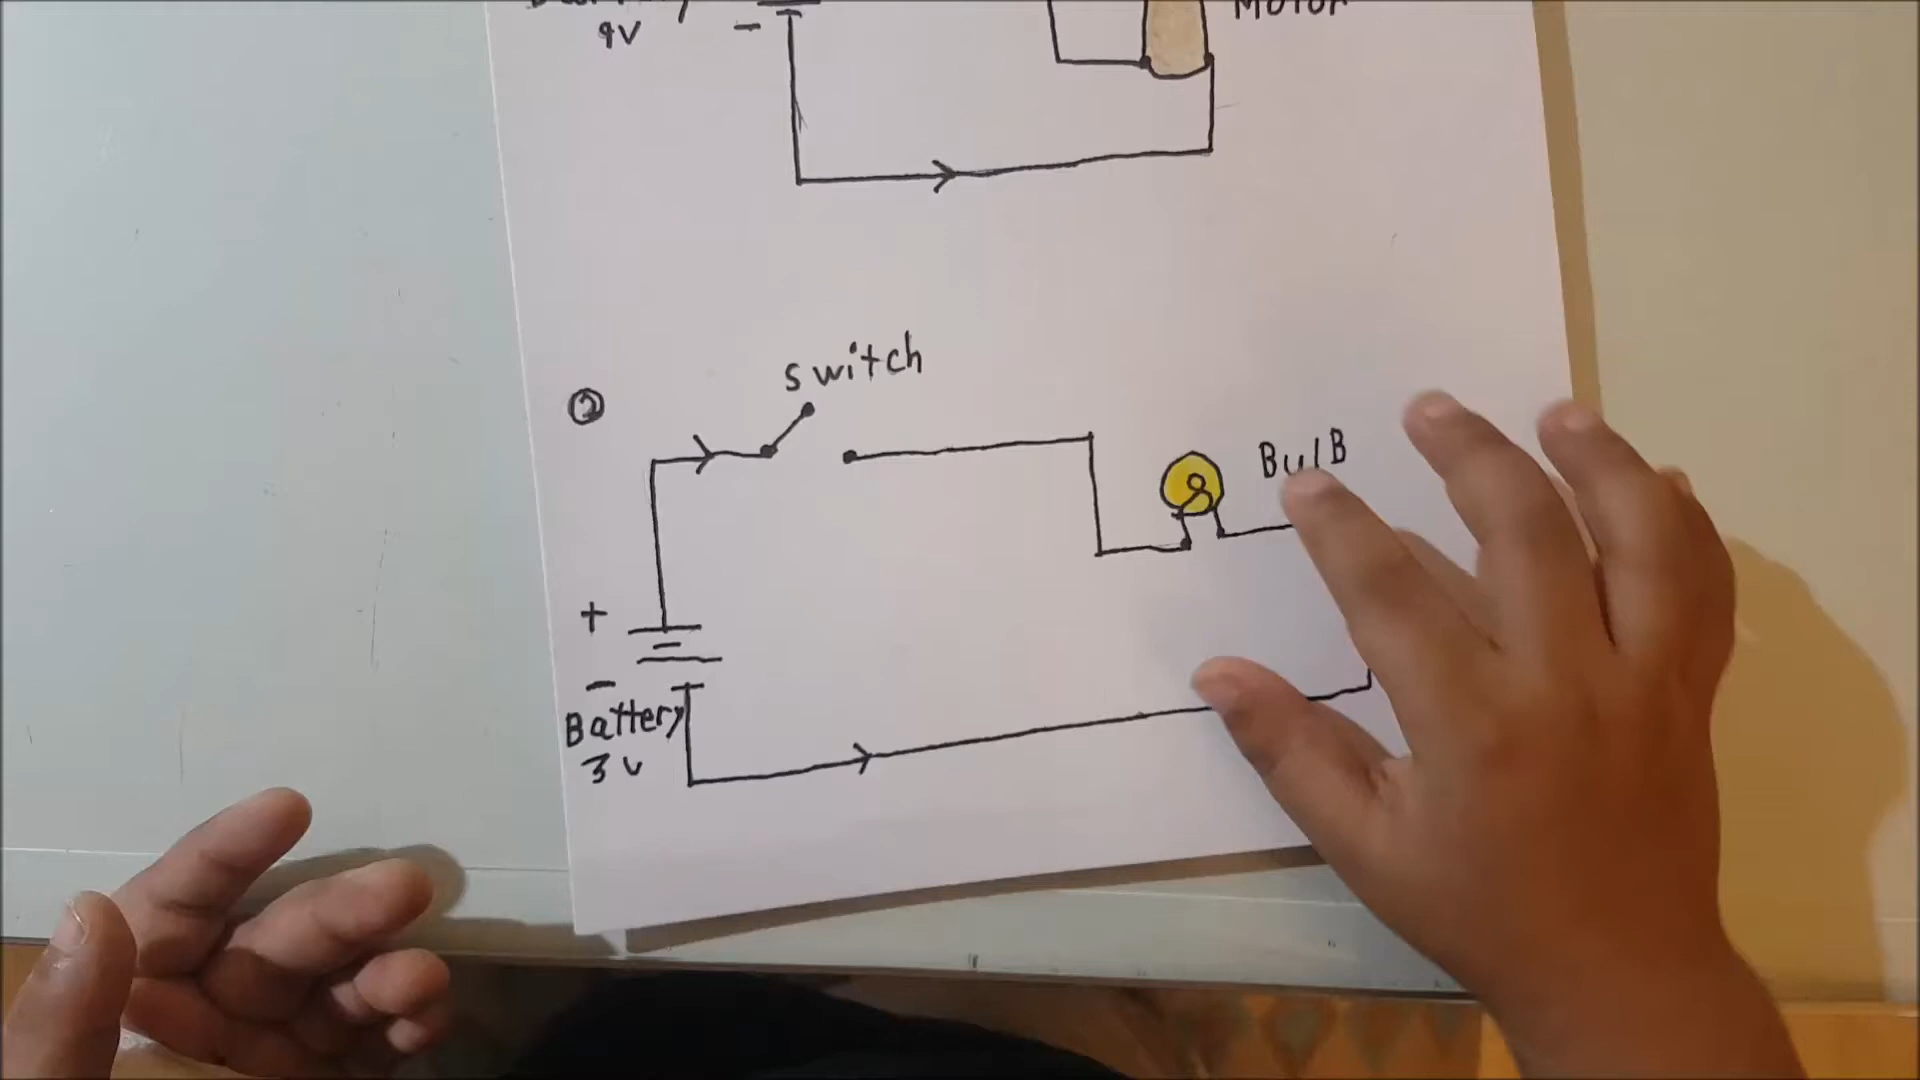 9V
-
MOTOR
switch
②
BulB
+
-
Battery
3v